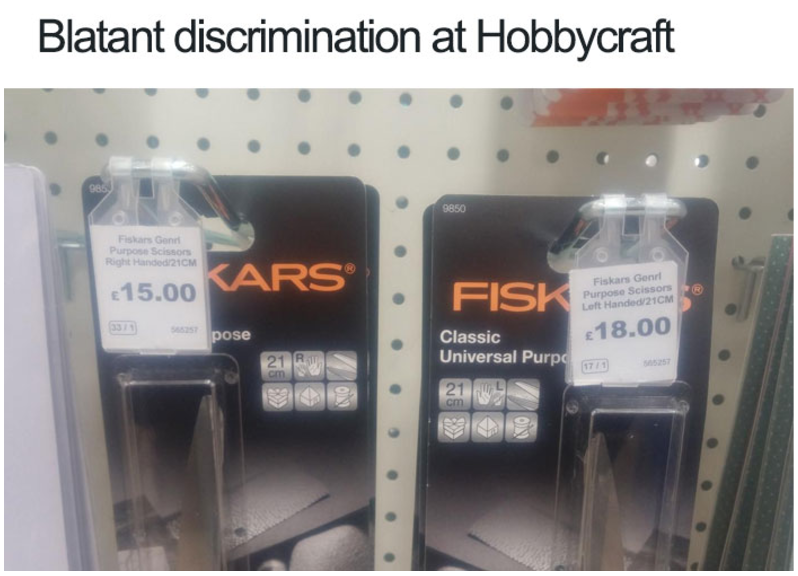 Blatant discrimination at Hobbycraft
985
Fiskars Genrl
Purpose Scissors
Right Handed/21CM
£15.00
33/1 565257
KARS®
pose
21 R
cm
9850
FISK S®
Classic
Universal Purpo
21 L
cm
Fiskars Genrl
Purpose Scissors
Left Handed/21CM
£18.00
17/1 565257